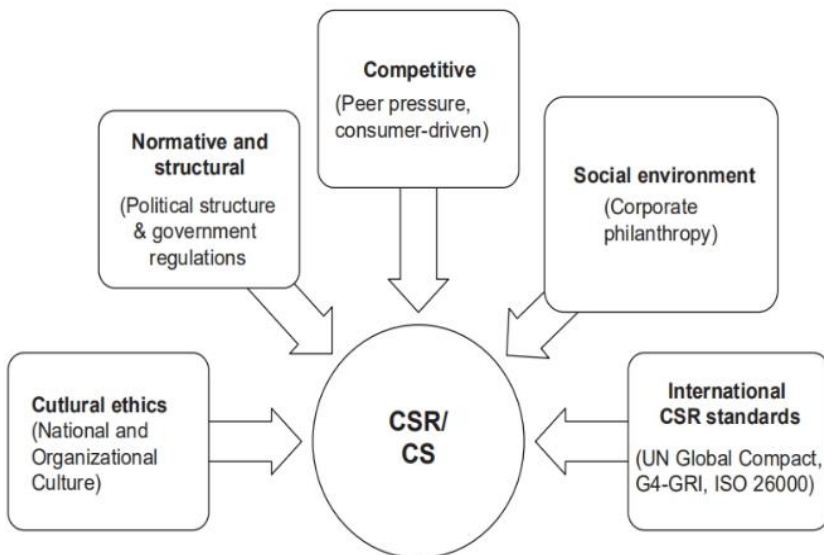 Competitive
(Peer pressure,
consumer-driven)
Normative and
structural
(Political structure
& government
regulations
Social environment
(Corporate
philanthropy)
Cutlural ethics
(National and
Organizational
Culture)
CSR/
CS
International
CSR standards
(UN Global Compact,
G4-GRI, ISO 26000)